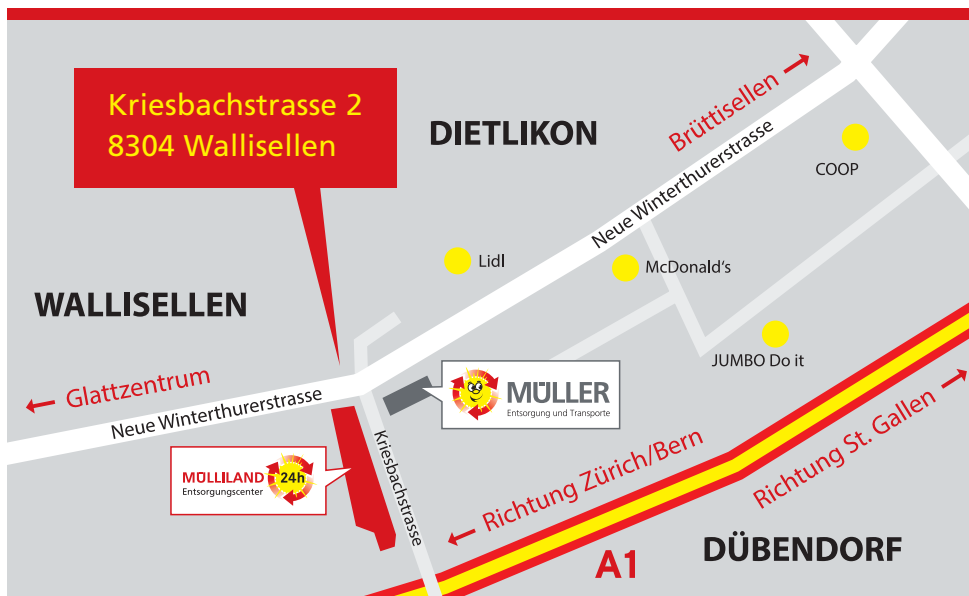 Kriesbachstrasse 2
8304 Wallisellen
DIETLIKON
Brüttisellen
COOP
Neue Winterthurerstrasse
Lidl
McDonald's
WALLISELLEN
JUMBO Do it
Glattzentrum
Neue Winterthurerstrasse
MÜLLER
Entsorgung und Transporte
Kriesbachstrasse
MÜLLILAND
Entsorgungscenter
24h
Richtung Zürich/Bern
Richtung St. Gallen
A1
DÜBENDORF